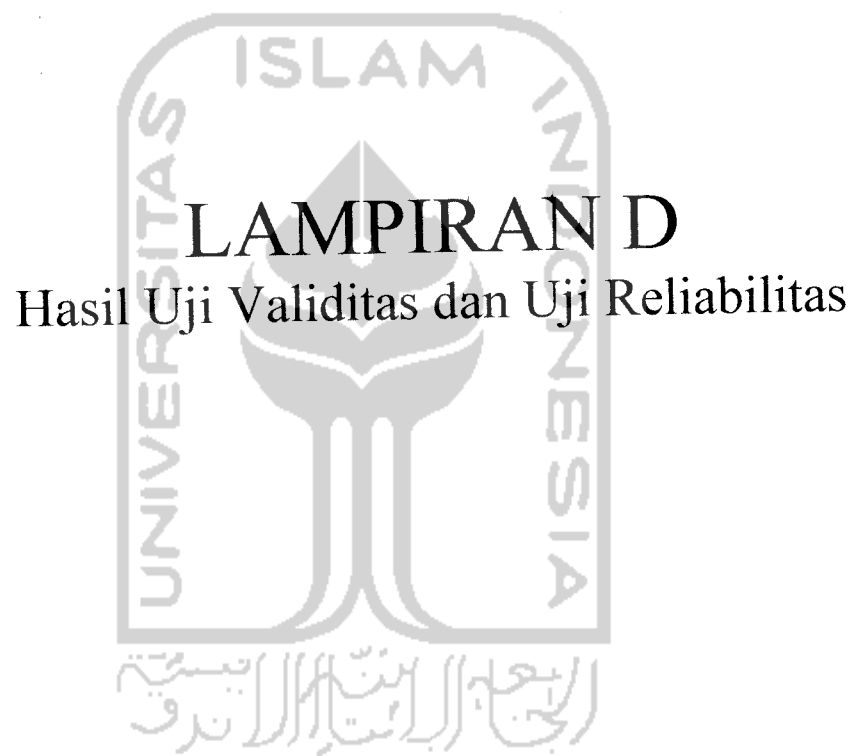 LAMPIRAN D
Hasil Uji Validitas dan Uji Reliabilitas
UNIVERSITAS
ISLAM
INDONESIA